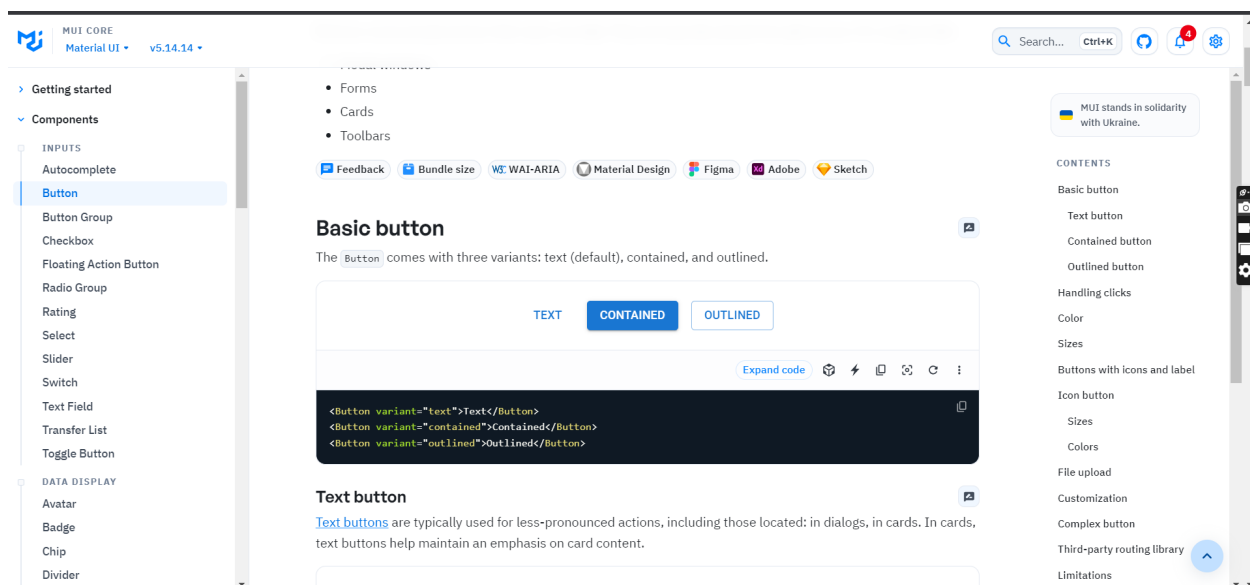 MUI CORE
Material UI
v5.14.14
Search...
Ctrl+K
4
Getting started
Components
INPUTS
Autocomplete
Button
Button Group
Checkbox
Floating Action Button
Radio Group
Rating
Select
Slider
Switch
Text Field
Transfer List
Toggle Button
DATA DISPLAY
Avatar
Badge
Chip
Divider
Forms
Cards
Toolbars
Feedback
Bundle size
W3C WAI-ARIA
Material Design
Figma
Xd Adobe
Sketch
Basic button
The Button comes with three variants: text (default), contained, and outlined.
TEXT
CONTAINED
OUTLINED
Expand code
<Button variant="text">Text</Button>
<Button variant="contained">Contained</Button>
<Button variant="outlined">Outlined</Button>
Text button
Text buttons are typically used for less-pronounced actions, including those located: in dialogs, in cards. In cards,
text buttons help maintain an emphasis on card content.
MUI stands in solidarity
with Ukraine.
CONTENTS
Basic button
Text button
Contained button
Outlined button
Handling clicks
Color
Sizes
Buttons with icons and label
Icon button
Sizes
Colors
File upload
Customization
Complex button
Third-party routing library
Limitations